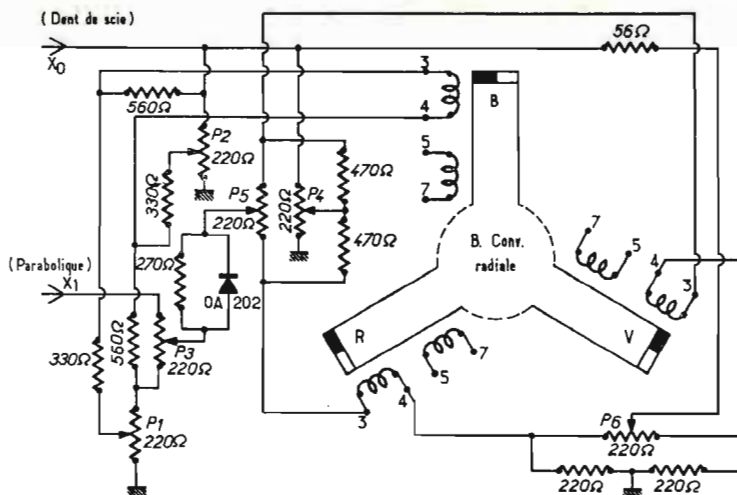 (Dent de scie)
X0
56Ω
3
560Ω
4
B
P2
220Ω
330Ω
5
7
P5
220Ω
P4
220Ω
470Ω
470Ω
B. Conv.
radiale
7
5
4
3
(Parabolique)
X1
270Ω
OA 202
560Ω
P3
220Ω
330Ω
R
V
7
5
3
4
P1
220Ω
P6
220Ω
220Ω
220Ω